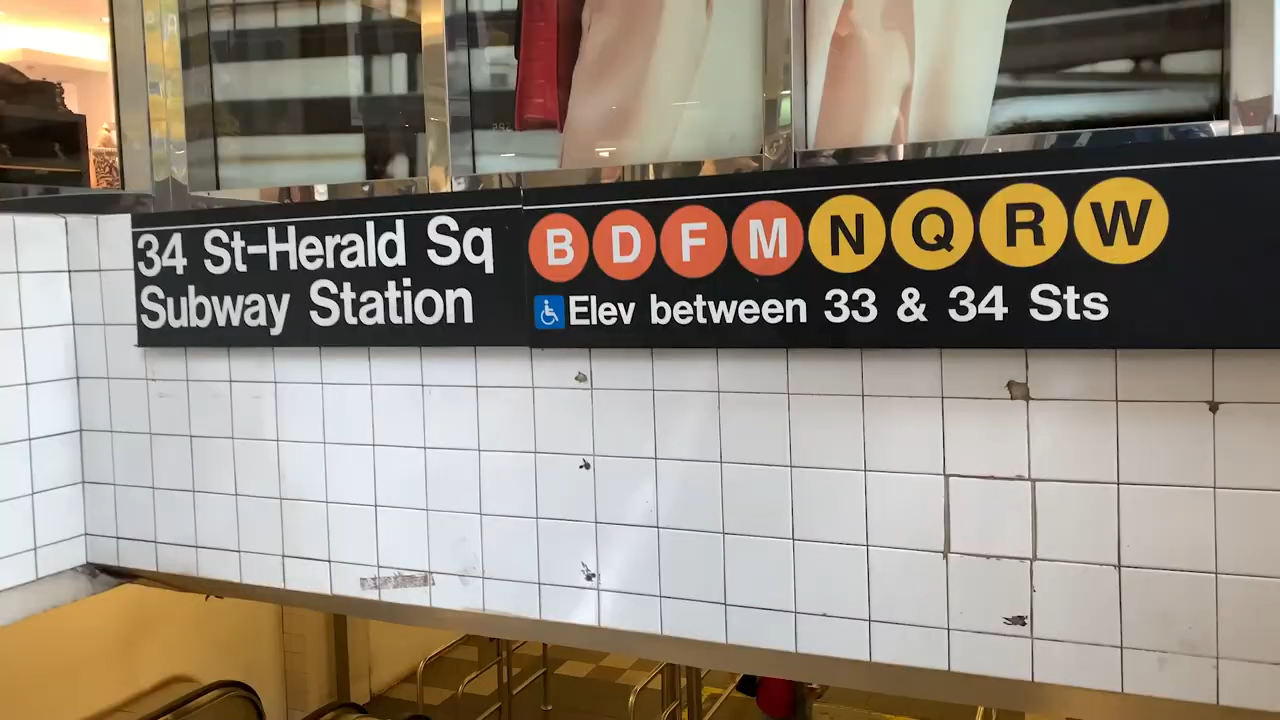 34 St-Herald Sq
Subway Station
B D F M N Q R W
Elev between 33 & 34 Sts